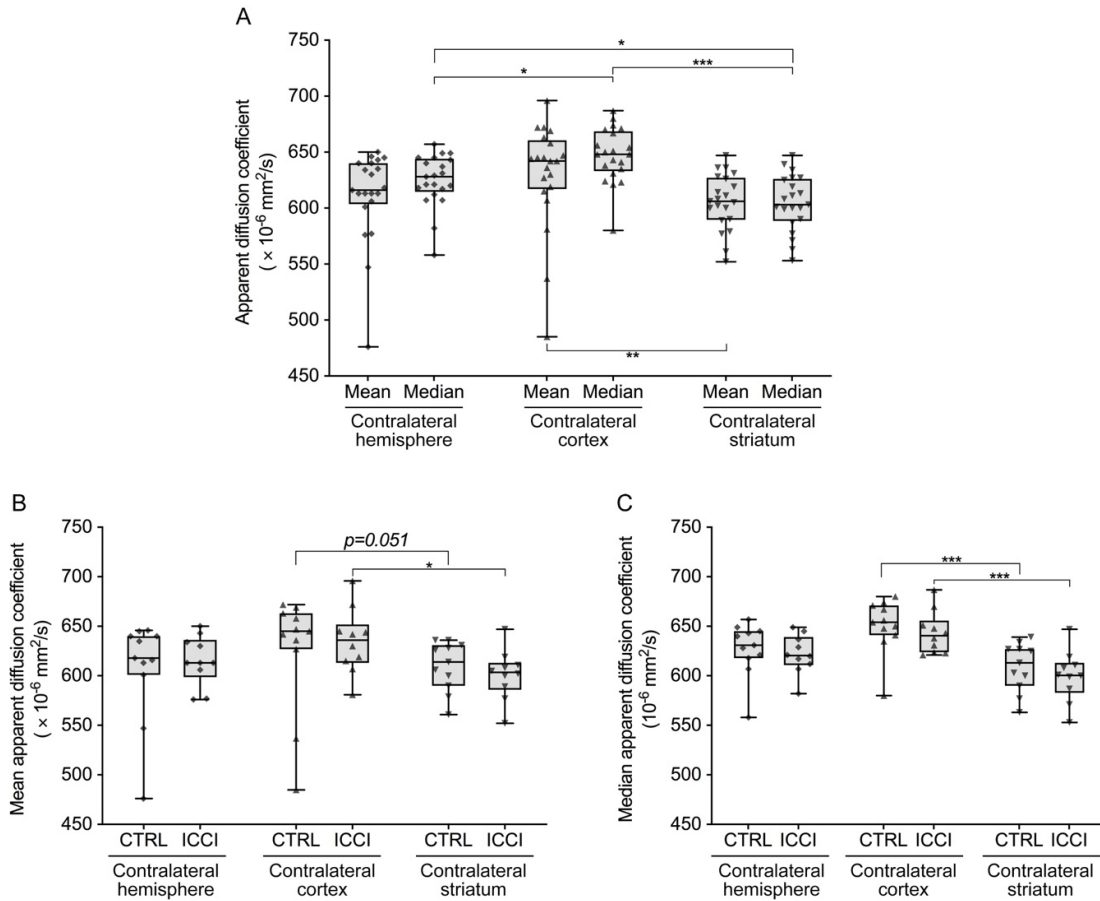 A
Apparent diffusion coefficient
( × 10⁻⁶ mm²/s)
750
700
650
600
550
500
450
*
*
***
**
Mean Median Mean Median Mean Median
Contralateral Contralateral Contralateral
hemisphere cortex striatum
B
Mean apparent diffusion coefficient
( × 10⁻⁶ mm²/s)
750
700
650
600
550
500
450
p=0.051
*
CTRL ICCI CTRL ICCI CTRL ICCI
Contralateral Contralateral Contralateral
hemisphere cortex striatum
C
Median apparent diffusion coefficient
(10⁻⁶ mm²/s)
750
700
650
600
550
500
450
***
***
CTRL ICCI CTRL ICCI CTRL ICCI
Contralateral Contralateral Contralateral
hemisphere cortex striatum